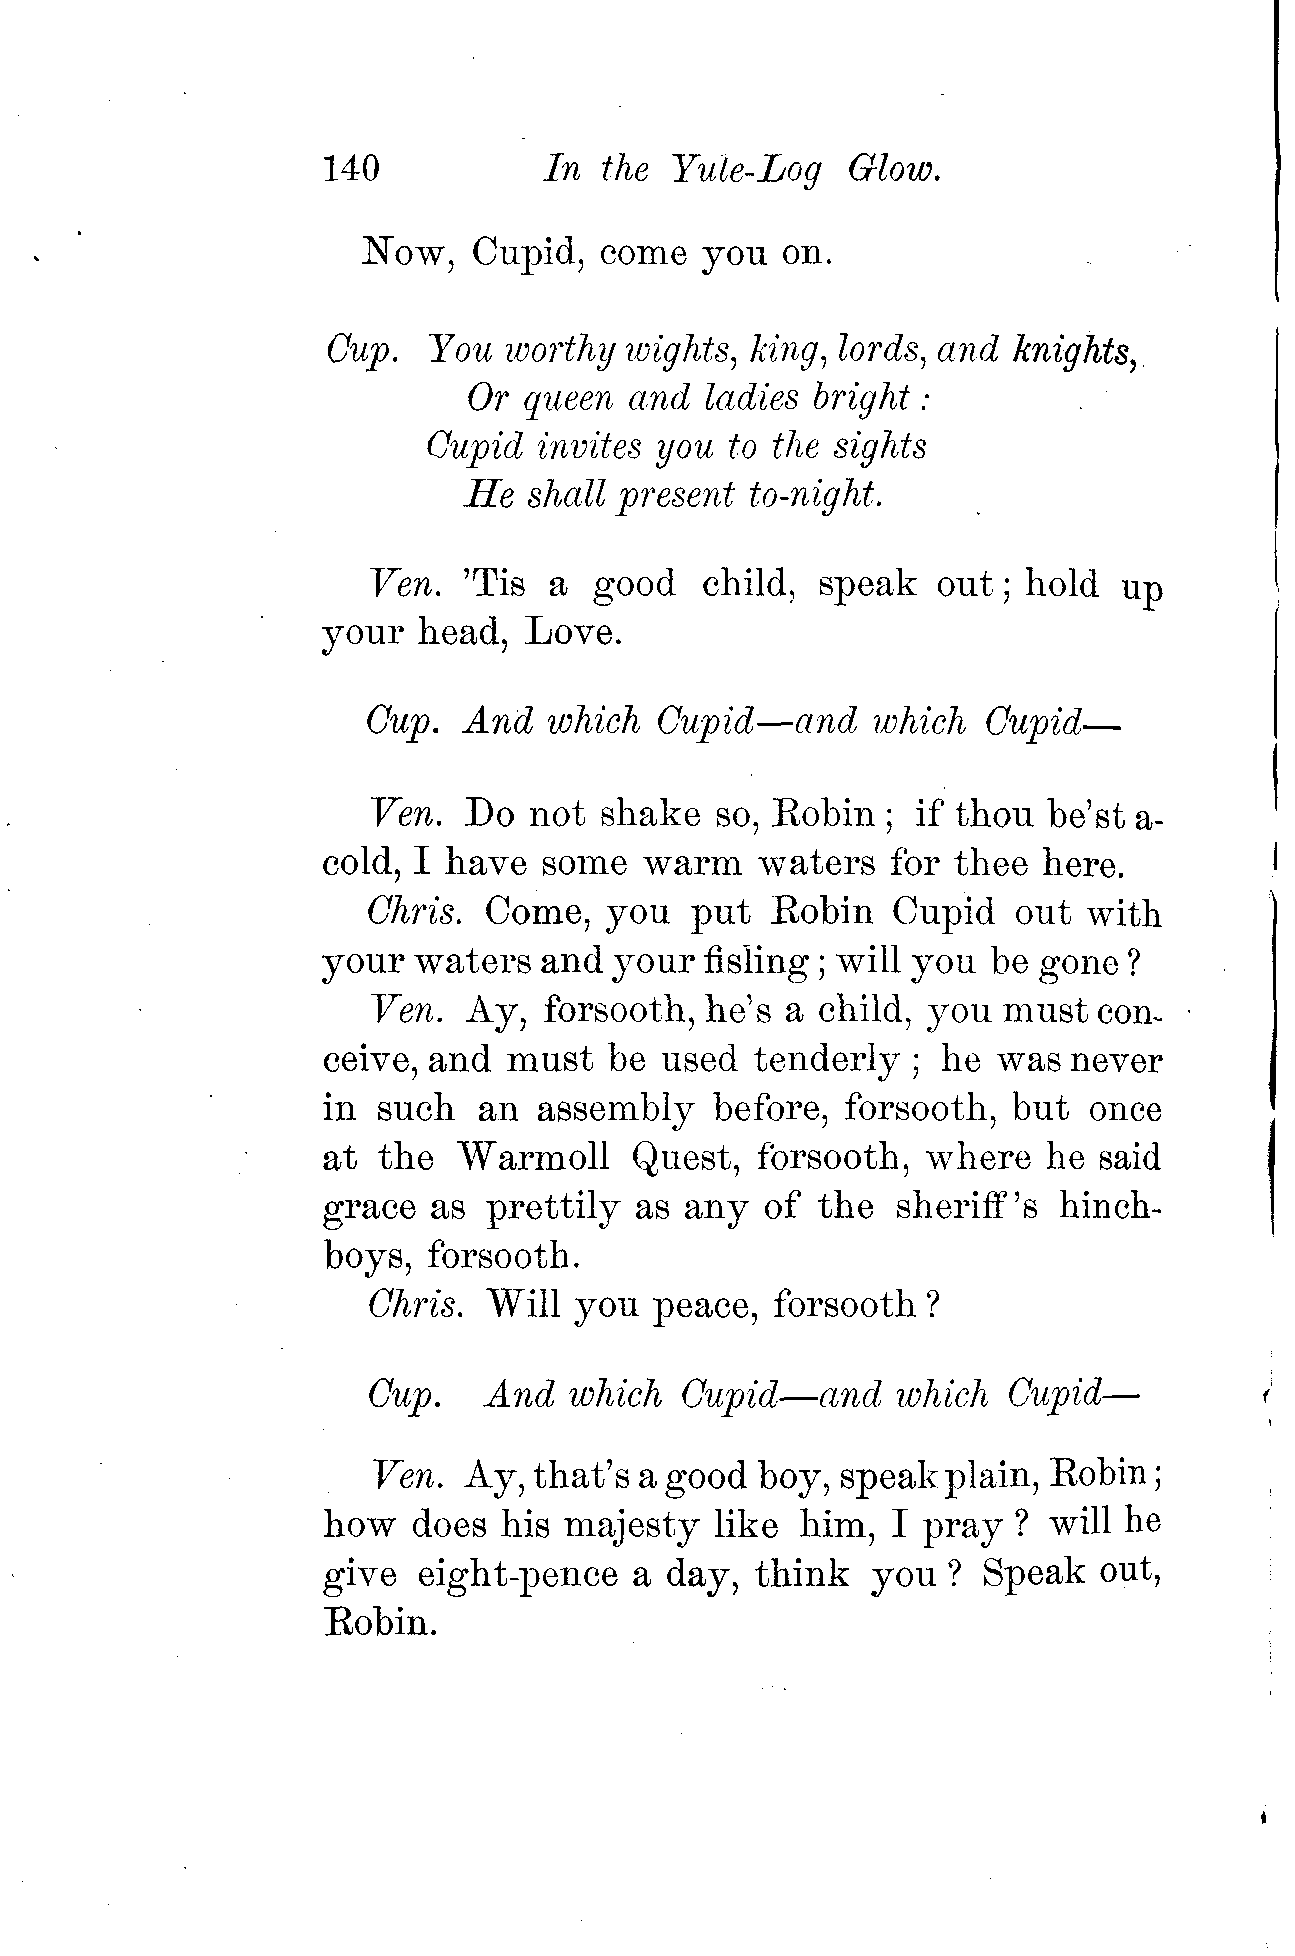 140 In the Yule-Log Glow.
Now, Cupid, come you on.
Cup. You worthy wights, king, lords, and knights,
Or queen and ladies bright :
Cupid invites you to the sights
He shall present to-night.
Ven. 'Tis a good child, speak out ; hold up
your head, Love.
Cup. And which Cupid—and which Cupid—
Ven. Do not shake so, Robin ; if thou be'st a-
cold, I have some warm waters for thee here.
Chris. Come, you put Robin Cupid out with
your waters and your fisling ; will you be gone ?
Ven. Ay, forsooth, he's a child, you must con-
ceive, and must be used tenderly ; he was never
in such an assembly before, forsooth, but once
at the Warmoll Quest, forsooth, where he said
grace as prettily as any of the sheriff's hinch-
boys, forsooth.
Chris. Will you peace, forsooth ?
Cup. And which Cupid—and which Cupid—
Ven. Ay, that's a good boy, speak plain, Robin ;
how does his majesty like him, I pray ? will he
give eight-pence a day, think you ? Speak out,
Robin.